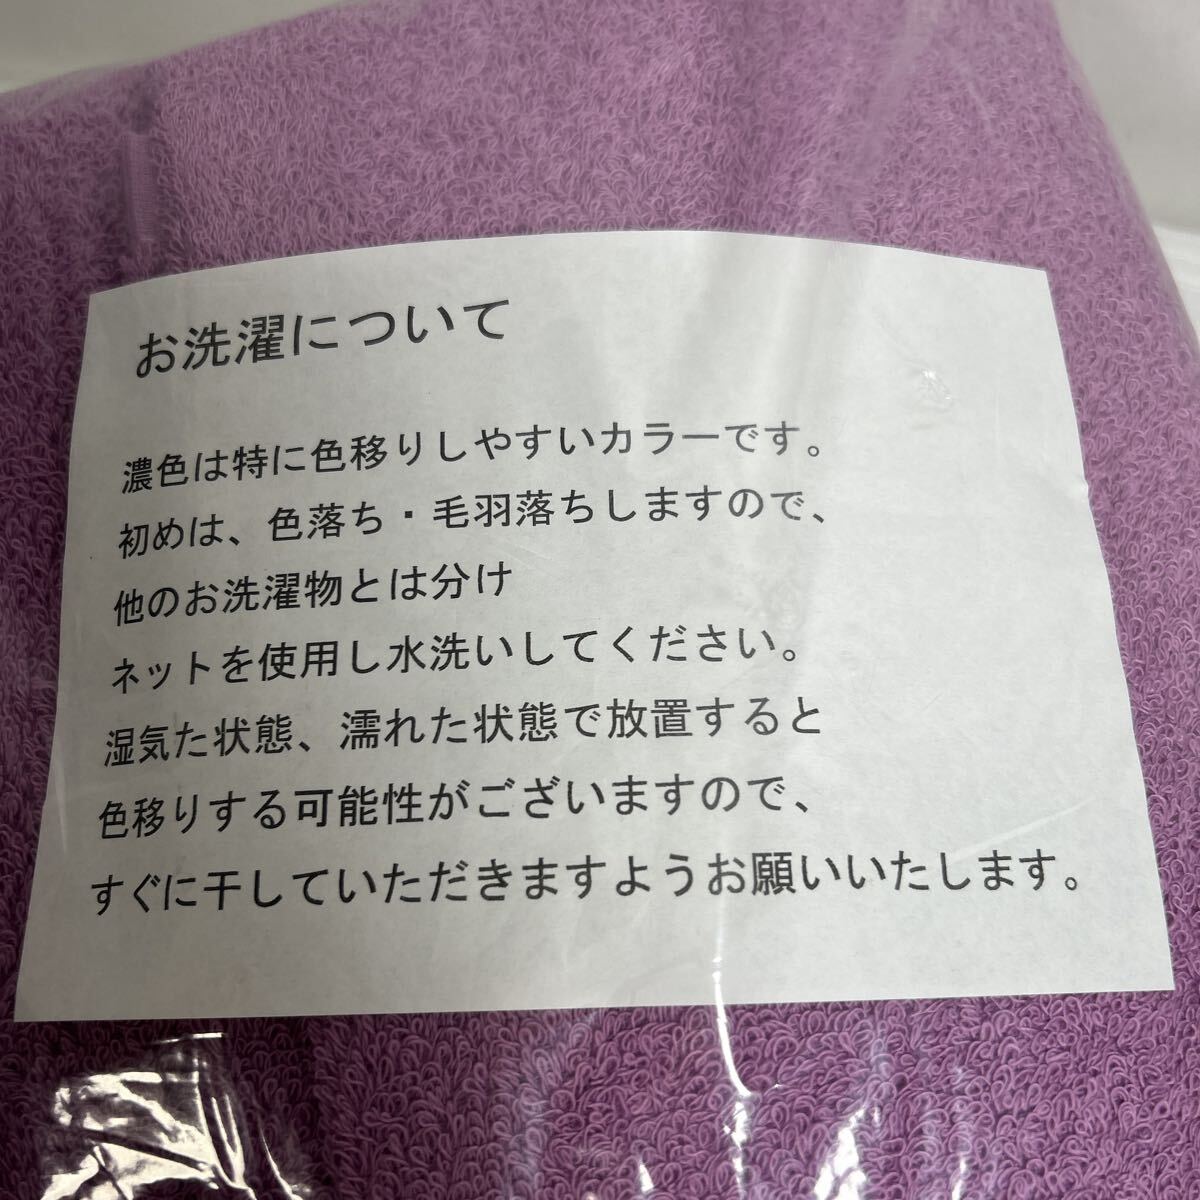 お洗濯について
濃色は特に色移りしやすいカラーです。
初めは、色落ち・毛羽落ちしますので、
他のお洗濯物とは分け
ネットを使用し水洗いしてください。
湿気た状態、濡れた状態で放置すると
色移りする可能性がございますので、
すぐに干していただきますようお願いいたします。